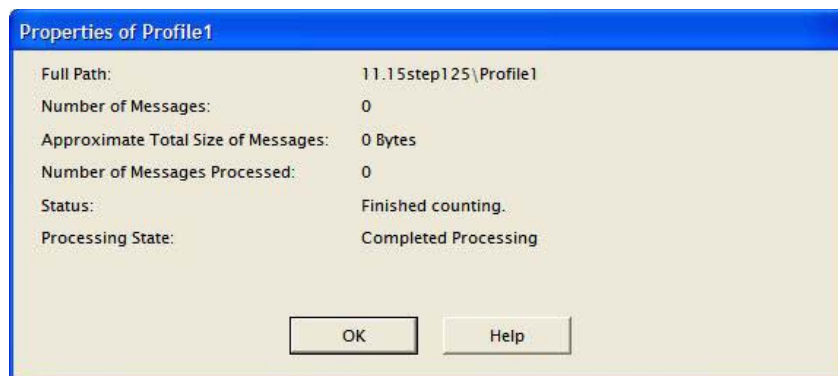 Properties of Profile1
Full Path: 11.15step125\Profile1
Number of Messages: 0
Approximate Total Size of Messages: 0 Bytes
Number of Messages Processed: 0
Status: Finished counting.
Processing State: Completed Processing
OK Help